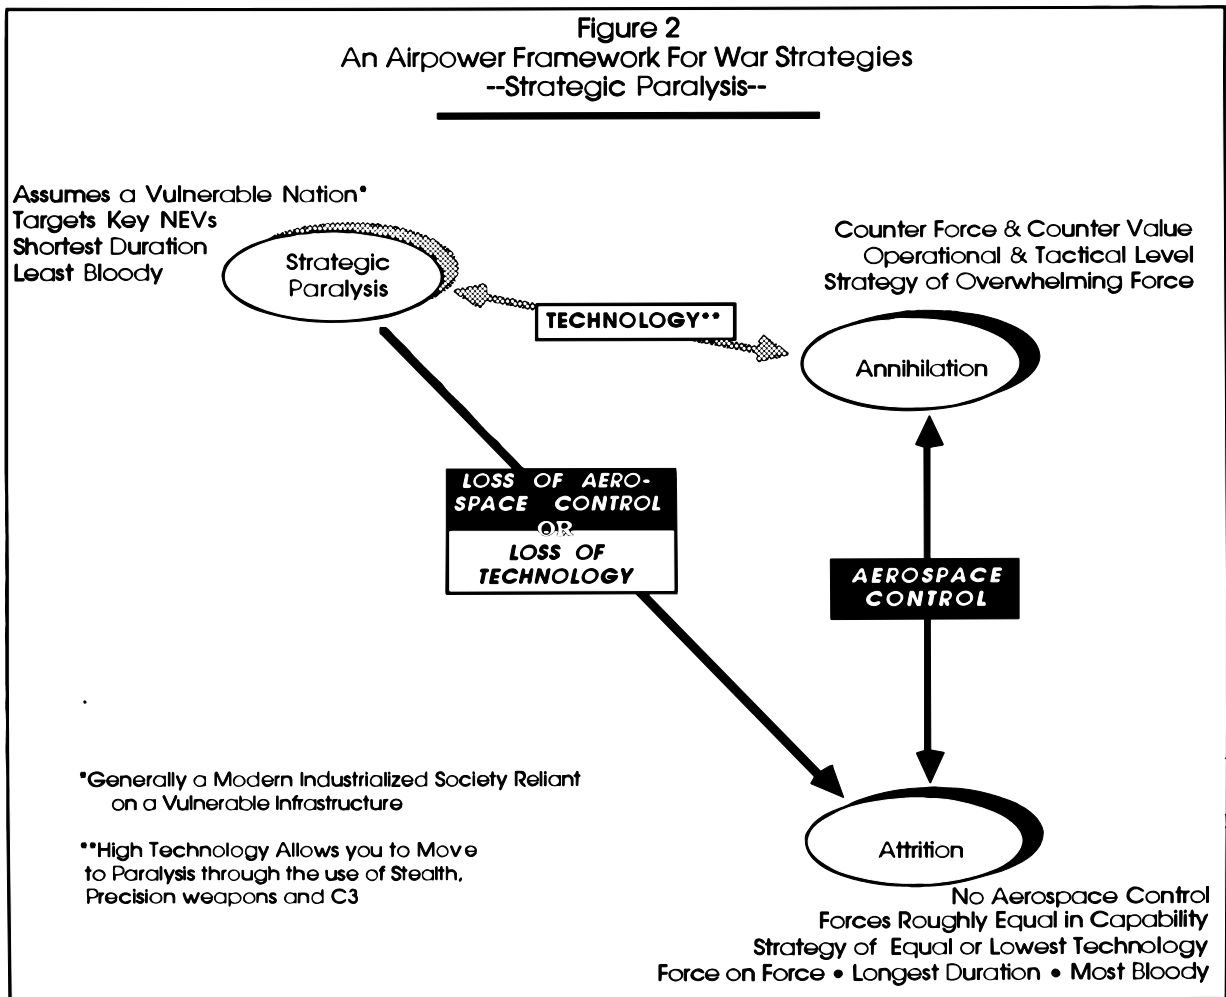 Figure 2
An Airpower Framework For War Strategies
--Strategic Paralysis--
Assumes a Vulnerable Nation*
Targets Key NEVs
Shortest Duration
Least Bloody
Strategic
Paralysis
TECHNOLOGY**
Counter Force & Counter Value
Operational & Tactical Level
Strategy of Overwhelming Force
Annihilation
LOSS OF AERO-
SPACE CONTROL
OR
LOSS OF
TECHNOLOGY
AEROSPACE
CONTROL
*Generally a Modern Industrialized Society Reliant
on a Vulnerable Infrastructure
**High Technology Allows you to Move
to Paralysis through the use of Stealth,
Precision weapons and C3
Attrition
No Aerospace Control
Forces Roughly Equal in Capability
Strategy of Equal or Lowest Technology
Force on Force • Longest Duration • Most Bloody